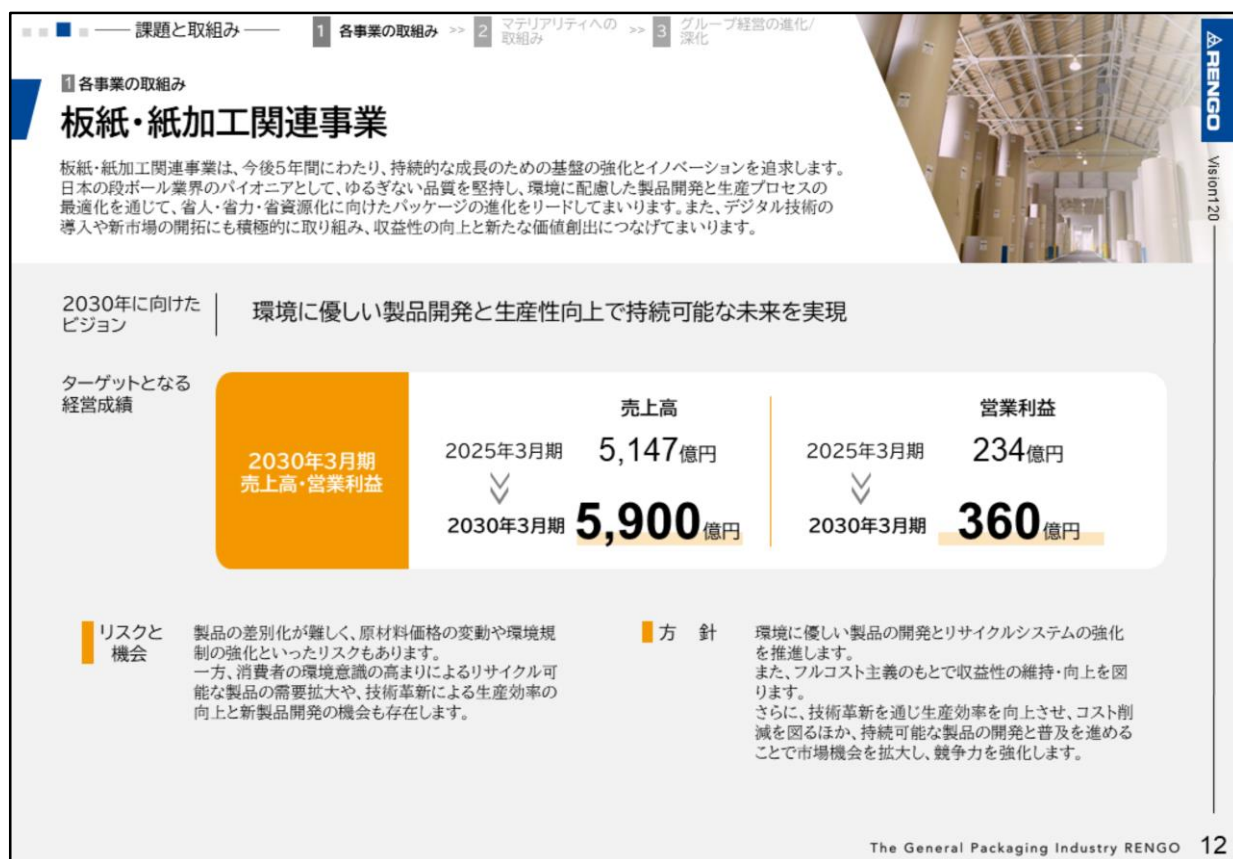 課題と取組み
1 各事業の取組み >> 2 マテリアリティへの取組み >> 3 グループ経営の進化/深化
RENGO
Vision120
1 各事業の取組み
板紙・紙加工関連事業
板紙・紙加工関連事業は、今後5年間にわたり、持続的な成長のための基盤の強化とイノベーションを追求します。
日本の段ボール業界のパイオニアとして、ゆるぎない品質を堅持し、環境に配慮した製品開発と生産プロセスの
最適化を通じて、省人・省力・省資源化に向けたパッケージの進化をリードしてまいります。また、デジタル技術の
導入や新市場の開拓にも積極的に取り組み、収益性の向上と新たな価値創出につなげてまいります。
2030年に向けた
ビジョン
環境に優しい製品開発と生産性向上で持続可能な未来を実現
ターゲットとなる
経営成績
2030年3月期
売上高・営業利益
売上高
2025年3月期 5,147億円
2030年3月期 5,900億円
営業利益
2025年3月期 234億円
2030年3月期 360億円
リスクと
機会
製品の差別化が難しく、原材料価格の変動や環境規
制の強化といったリスクもあります。
一方、消費者の環境意識の高まりによるリサイクル可
能な製品の需要拡大や、技術革新による生産効率の
向上と新製品開発の機会も存在します。
方 針
環境に優しい製品の開発とリサイクルシステムの強化
を推進します。
また、フルコスト主義のもとで収益性の維持・向上を図
ります。
さらに、技術革新を通じ生産効率を向上させ、コスト削
減を図るほか、持続可能な製品の開発と普及を進める
ことで市場機会を拡大し、競争力を強化します。
The General Packaging Industry RENGO 12